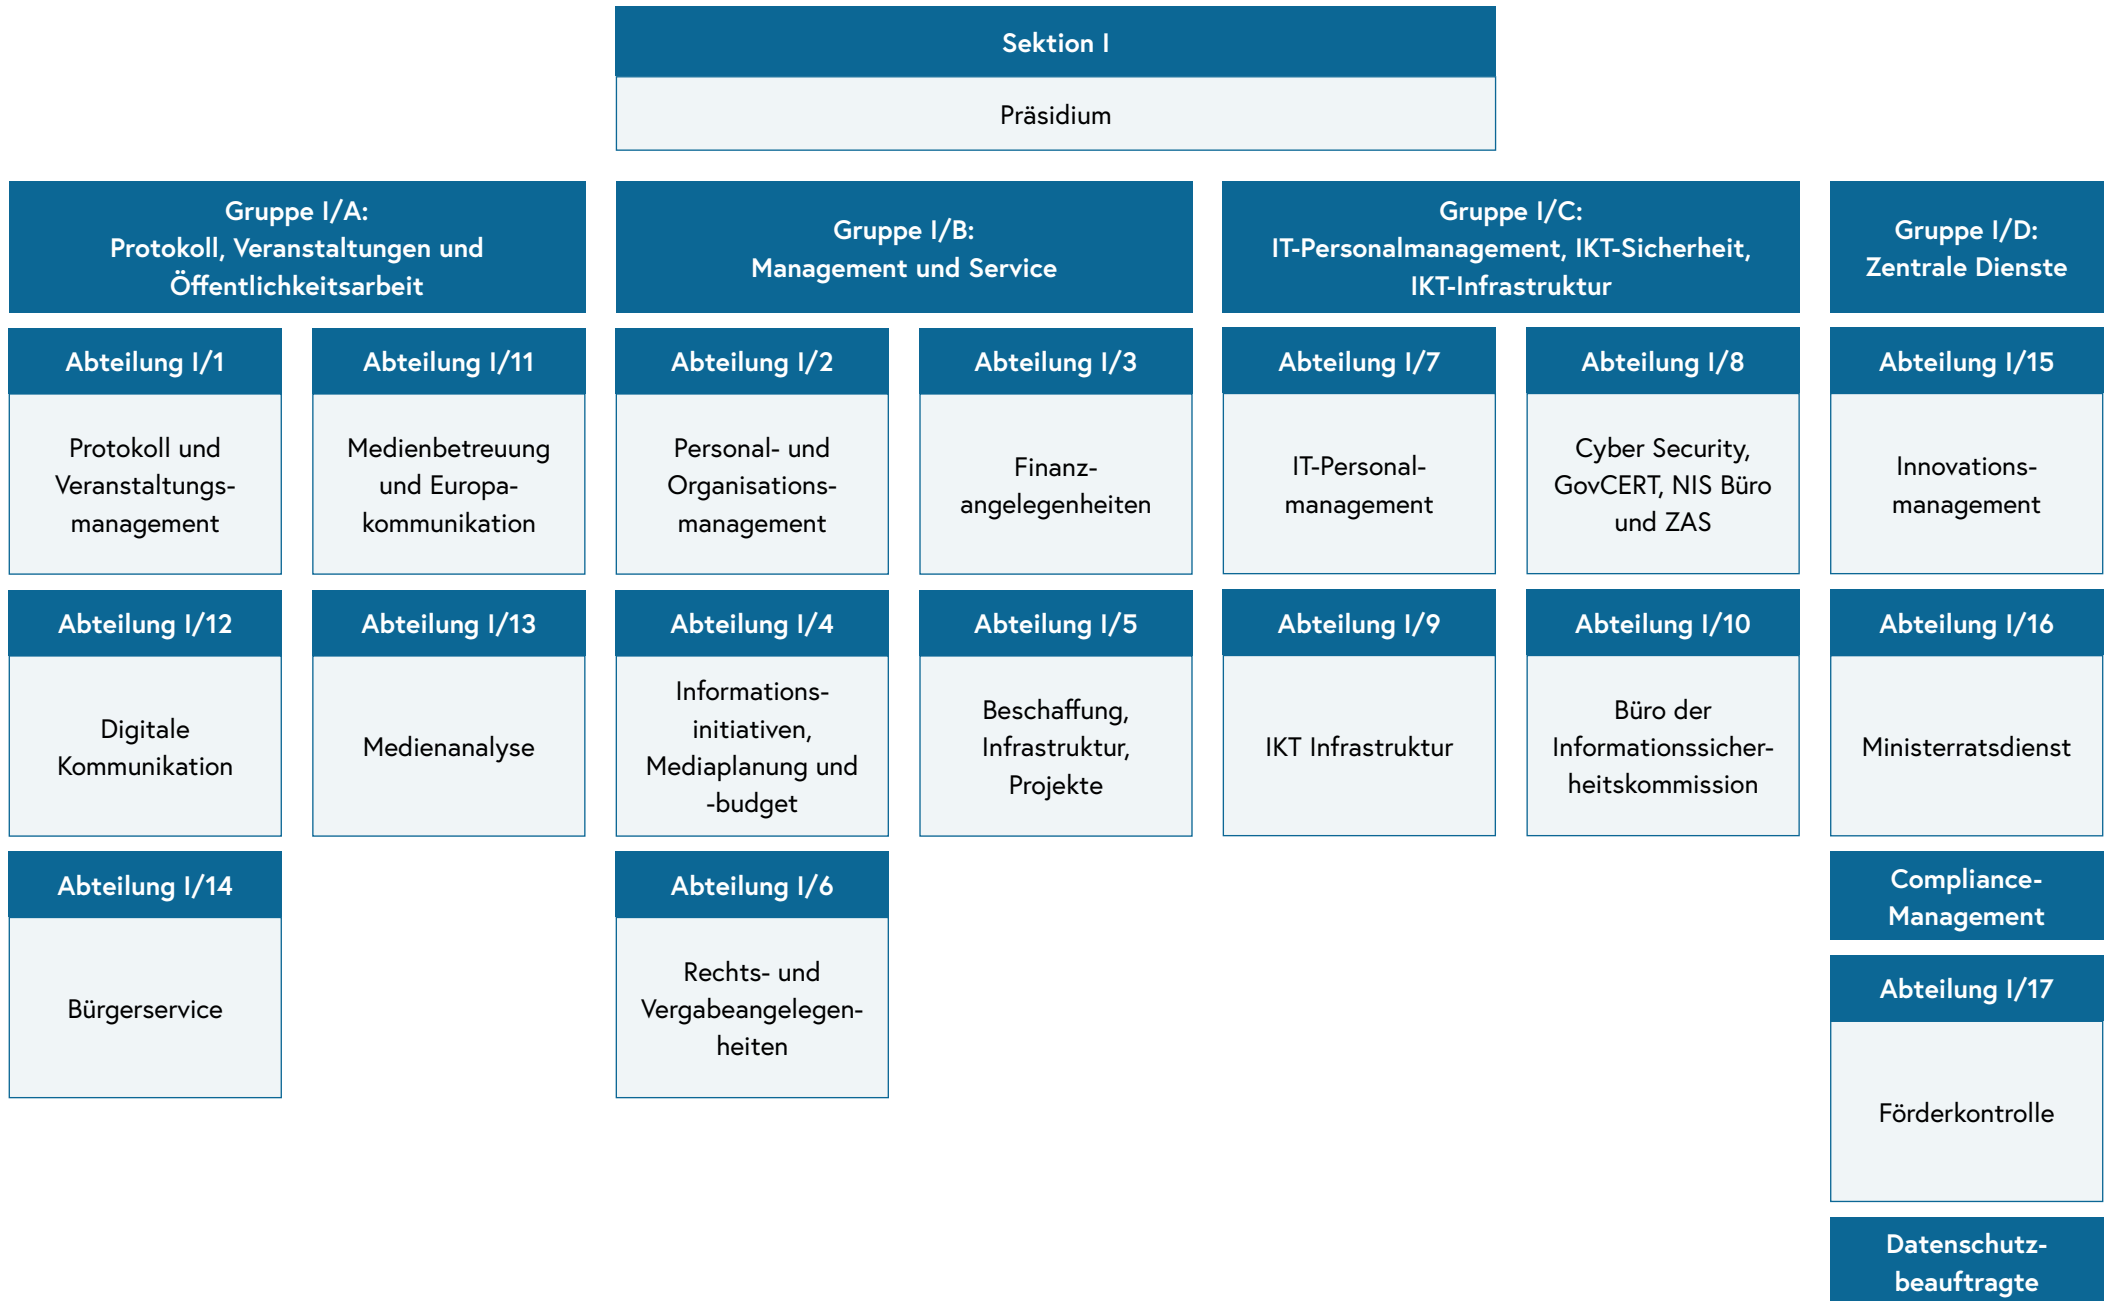 Sektion I
Präsidium
Gruppe I/A:
Protokoll, Veranstaltungen und
Öffentlichkeitsarbeit
Gruppe I/B:
Management und Service
Gruppe I/C:
IT-Personalmanagement, IKT-Sicherheit,
IKT-Infrastruktur
Gruppe I/D:
Zentrale Dienste
Abteilung I/1
Protokoll und
Veranstaltungs-
management
Abteilung I/11
Medienbetreuung
und Europa-
kommunikation
Abteilung I/2
Personal- und
Organisations-
management
Abteilung I/3
Finanz-
angelegenheiten
Abteilung I/7
IT-Personal-
management
Abteilung I/8
Cyber Security,
GovCERT, NIS Büro
und ZAS
Abteilung I/15
Innovations-
management
Abteilung I/12
Digitale
Kommunikation
Abteilung I/13
Medienanalyse
Abteilung I/4
Informations-
initiativen,
Mediaplanung und
-budget
Abteilung I/5
Beschaffung,
Infrastruktur,
Projekte
Abteilung I/9
IKT Infrastruktur
Abteilung I/10
Büro der
Informationssicher-
heitskommission
Abteilung I/16
Ministerratsdienst
Abteilung I/14
Bürgerservice
Abteilung I/6
Rechts- und
Vergabeangelegen-
heiten
Compliance-
Management
Abteilung I/17
Förderkontrolle
Datenschutz-
beauftragte